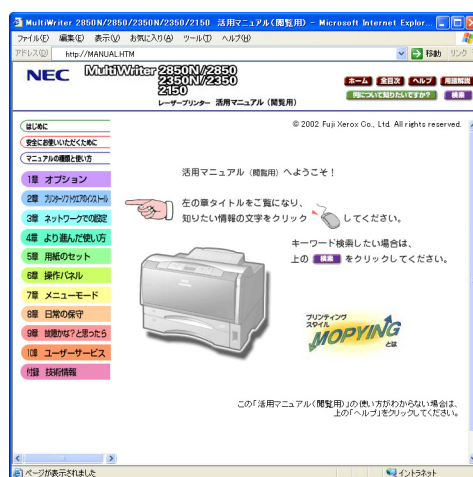 MultiWriter 2850N/2850/2350N/2350/2150 活用マニュアル(閲覧用) - Microsoft Internet Explor...
ファイル(F) 編集(E) 表示(V) お気に入り(A) ツール(T) ヘルプ(H)
アドレス(D) http://MANUAL.HTM 移動 リンク
NEC MultiWriter 2850N/2850
2350N/2350
2150
レーザープリンター 活用マニュアル (閲覧用)
ホーム 全目次 ヘルプ 用語解説
何について知りたいですか? 検索
© 2002 Fuji Xerox Co., Ltd. All rights reserved.
はじめに
安全にお使いいただくために
マニュアルの種類と使い方
1章 オプション
2章 プリンターソフトウエアのインストール
3章 ネットワークでの設定
4章 より進んだ使い方
5章 用紙のセット
6章 操作パネル
7章 メニューモード
8章 日常の保守
9章 故障かな?と思ったら
10章 ユーザーサービス
付録 技術情報
活用マニュアル (閲覧用) へようこそ!
左の章タイトルをご覧になり、
知りたい情報の文字をクリック してください。
キーワード検索したい場合は、
上の 検索 をクリックしてください。
プリンティング
スタイル
MOPYING
とは
この「活用マニュアル(閲覧用)」の使い方がわからない場合は、
上の「ヘルプ」をクリックしてください。
ページが表示されました イントラネット